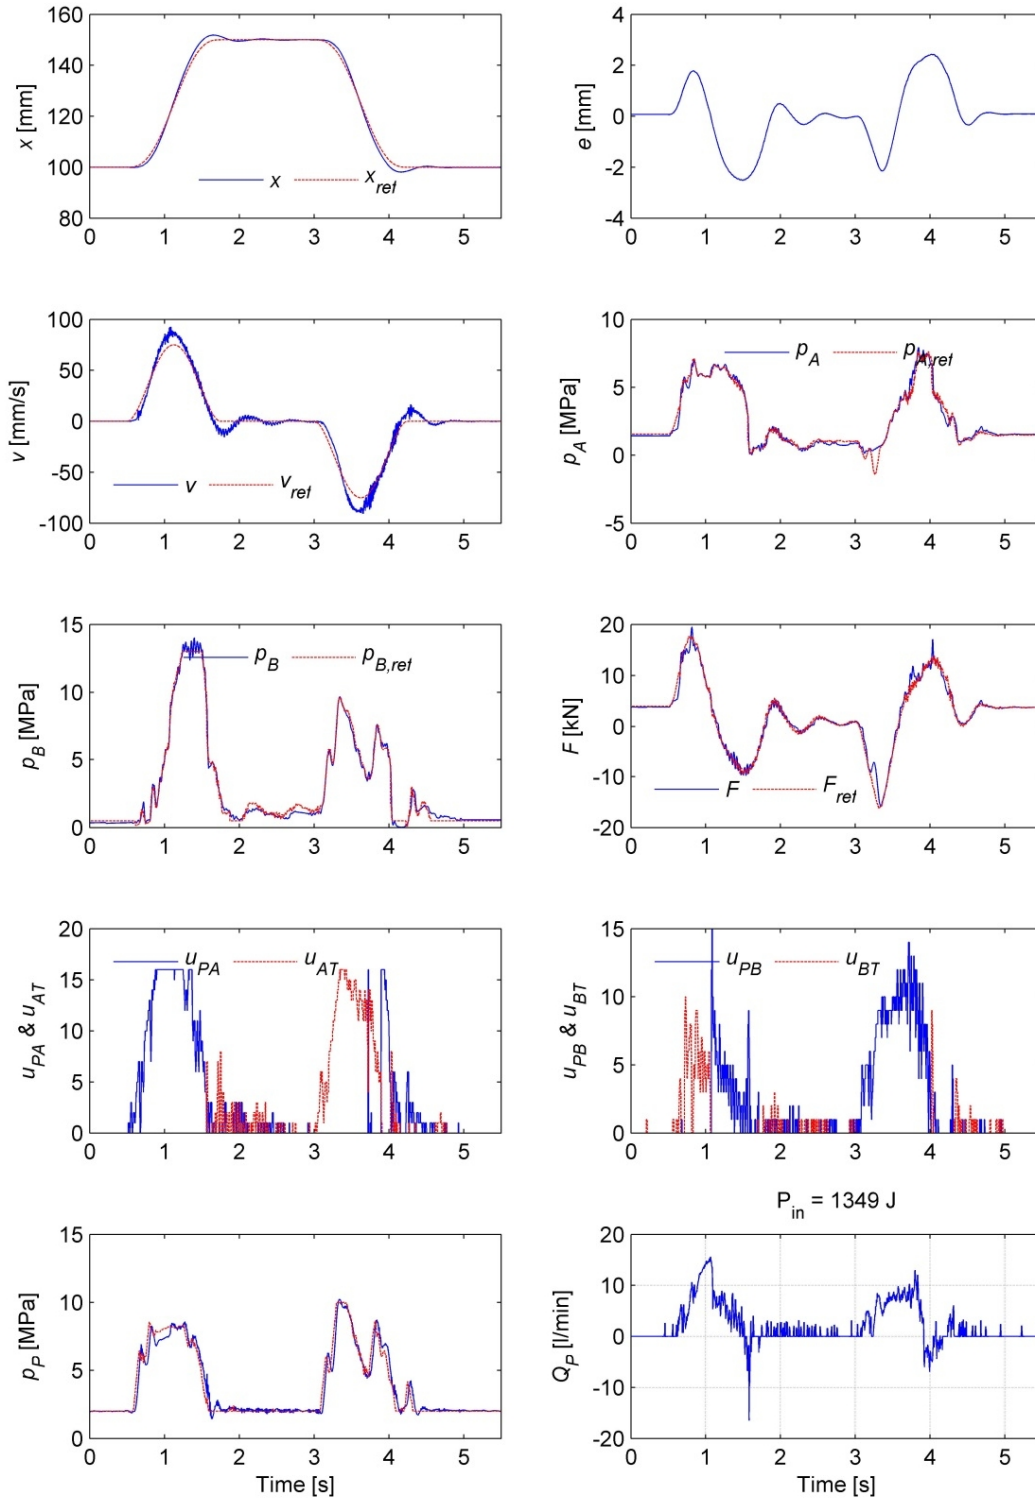 160
140
120
100
80
x [mm]
x x_ref
0 1 2 3 4 5
4
2
0
-2
-4
e [mm]
0 1 2 3 4 5
100
50
0
-50
-100
v [mm/s]
v v_ref
0 1 2 3 4 5
10
5
0
-5
p_A [MPa]
p_A p_A,ref
0 1 2 3 4 5
15
10
5
0
p_B [MPa]
p_B p_B,ref
0 1 2 3 4 5
20
10
0
-10
-20
F [kN]
F F_ref
0 1 2 3 4 5
20
15
10
5
0
u_PA & u_AT
u_PA u_AT
0 1 2 3 4 5
15
10
5
0
u_PB & u_BT
u_PB u_BT
0 1 2 3 4 5
15
10
5
0
p_P [MPa]
0 1 2 3 4 5
Time [s]
P_in = 1349 J
20
10
0
-10
-20
Q_P [l/min]
0 1 2 3 4 5
Time [s]